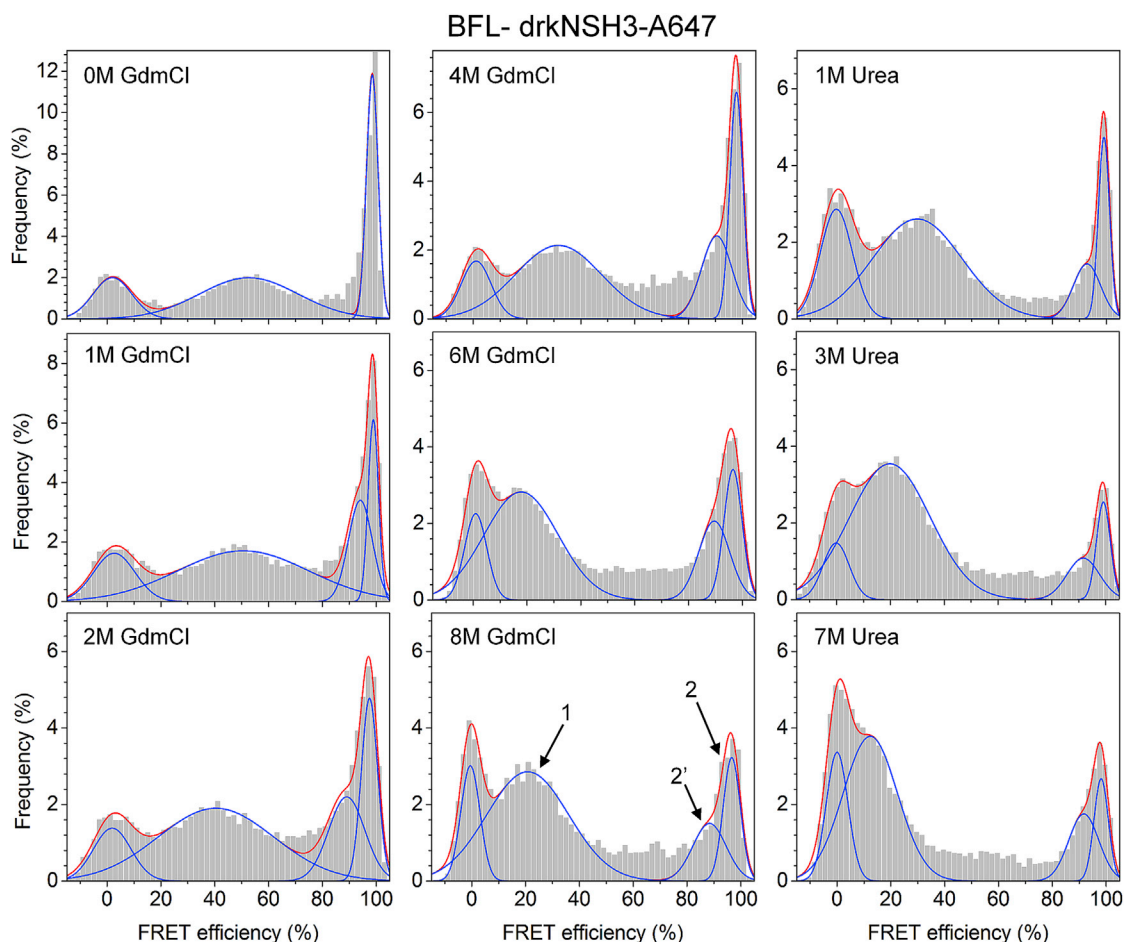 BFL- drkNSH3-A647
0M GdmCl
4M GdmCl
1M Urea
12
10
8
6
4
2
0
6
4
2
0
6
4
2
0
Frequency (%)
1M GdmCl
6M GdmCl
3M Urea
8
6
4
2
0
6
4
2
0
6
4
2
0
Frequency (%)
2M GdmCl
8M GdmCl
7M Urea
1
2
2'
6
4
2
0
6
4
2
0
6
4
2
0
Frequency (%)
0 20 40 60 80 100
0 20 40 60 80 100
0 20 40 60 80 100
FRET efficiency (%)
FRET efficiency (%)
FRET efficiency (%)